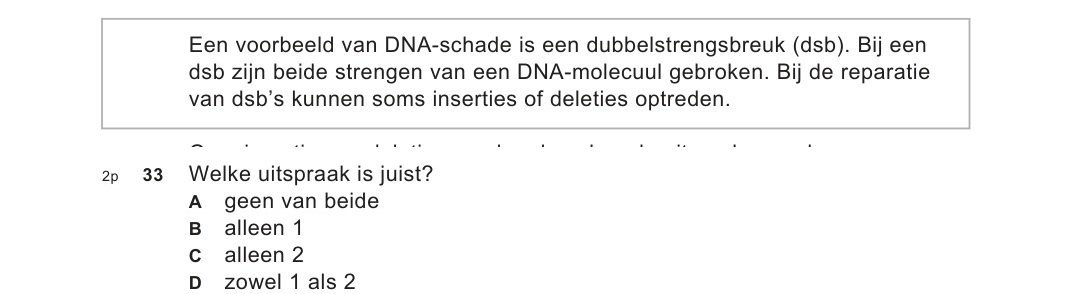 Een voorbeeld van DNA-schade is een dubbelstrengsbreuk (dsb). Bij een
dsb zijn beide strengen van een DNA-molecuul gebroken. Bij de reparatie
van dsb's kunnen soms inserties of deleties optreden.
2p 33 Welke uitspraak is juist?
A geen van beide
B alleen 1
C alleen 2
D zowel 1 als 2